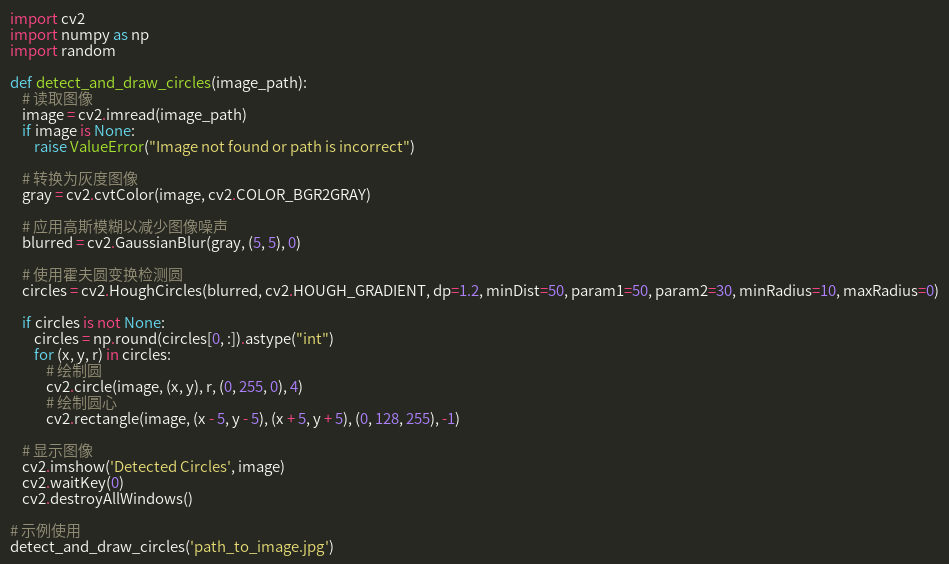 import cv2
import numpy as np
import random
def detect_and_draw_circles(image_path):
# 读取图像
image = cv2.imread(image_path)
if image is None:
raise ValueError("Image not found or path is incorrect")
# 转换为灰度图像
gray = cv2.cvtColor(image, cv2.COLOR_BGR2GRAY)
# 应用高斯模糊以减少图像噪声
blurred = cv2.GaussianBlur(gray, (5, 5), 0)
# 使用霍夫圆变换检测圆
circles = cv2.HoughCircles(blurred, cv2.HOUGH_GRADIENT, dp=1.2, minDist=50, param1=50, param2=30, minRadius=10, maxRadius=0)
if circles is not None:
circles = np.round(circles[0, :]).astype("int")
for (x, y, r) in circles:
# 绘制圆
cv2.circle(image, (x, y), r, (0, 255, 0), 4)
# 绘制圆心
cv2.rectangle(image, (x - 5, y - 5), (x + 5, y + 5), (0, 128, 255), -1)
# 显示图像
cv2.imshow('Detected Circles', image)
cv2.waitKey(0)
cv2.destroyAllWindows()
# 示例使用
detect_and_draw_circles('path_to_image.jpg')